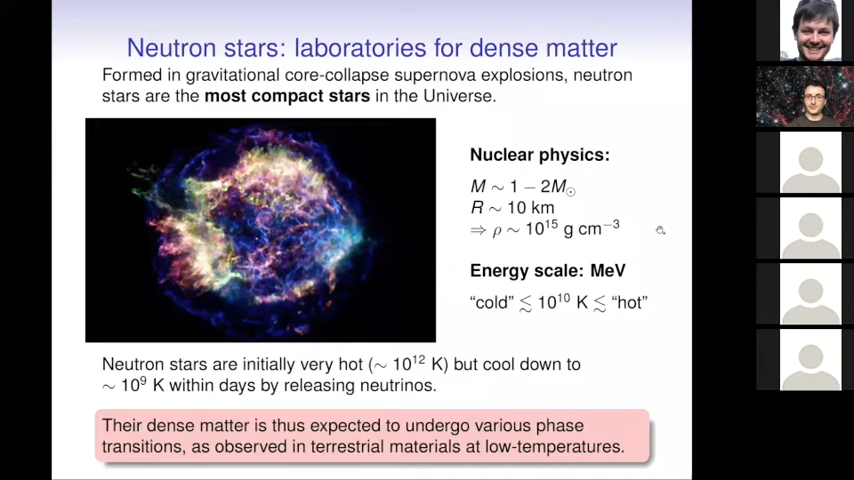 Neutron stars: laboratories for dense matter
Formed in gravitational core-collapse supernova explosions, neutron
stars are the most compact stars in the Universe.
Nuclear physics:
M ∼ 1 − 2M⊙
R ∼ 10 km
⇒ ρ ∼ 10¹⁵ g cm⁻³
Energy scale: MeV
“cold” ≲ 10¹⁰ K ≲ “hot”
Neutron stars are initially very hot (∼ 10¹² K) but cool down to
∼ 10⁹ K within days by releasing neutrinos.
Their dense matter is thus expected to undergo various phase
transitions, as observed in terrestrial materials at low-temperatures.